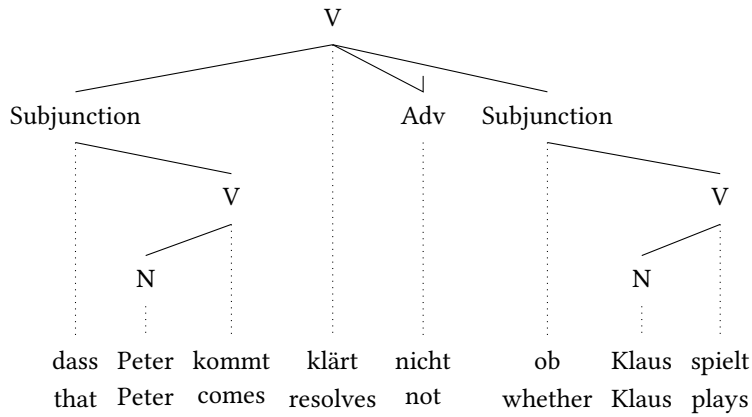 V
Subjunction Adv Subjunction
V V
N N
dass Peter kommt klärt nicht ob Klaus spielt
that Peter comes resolves not whether Klaus plays